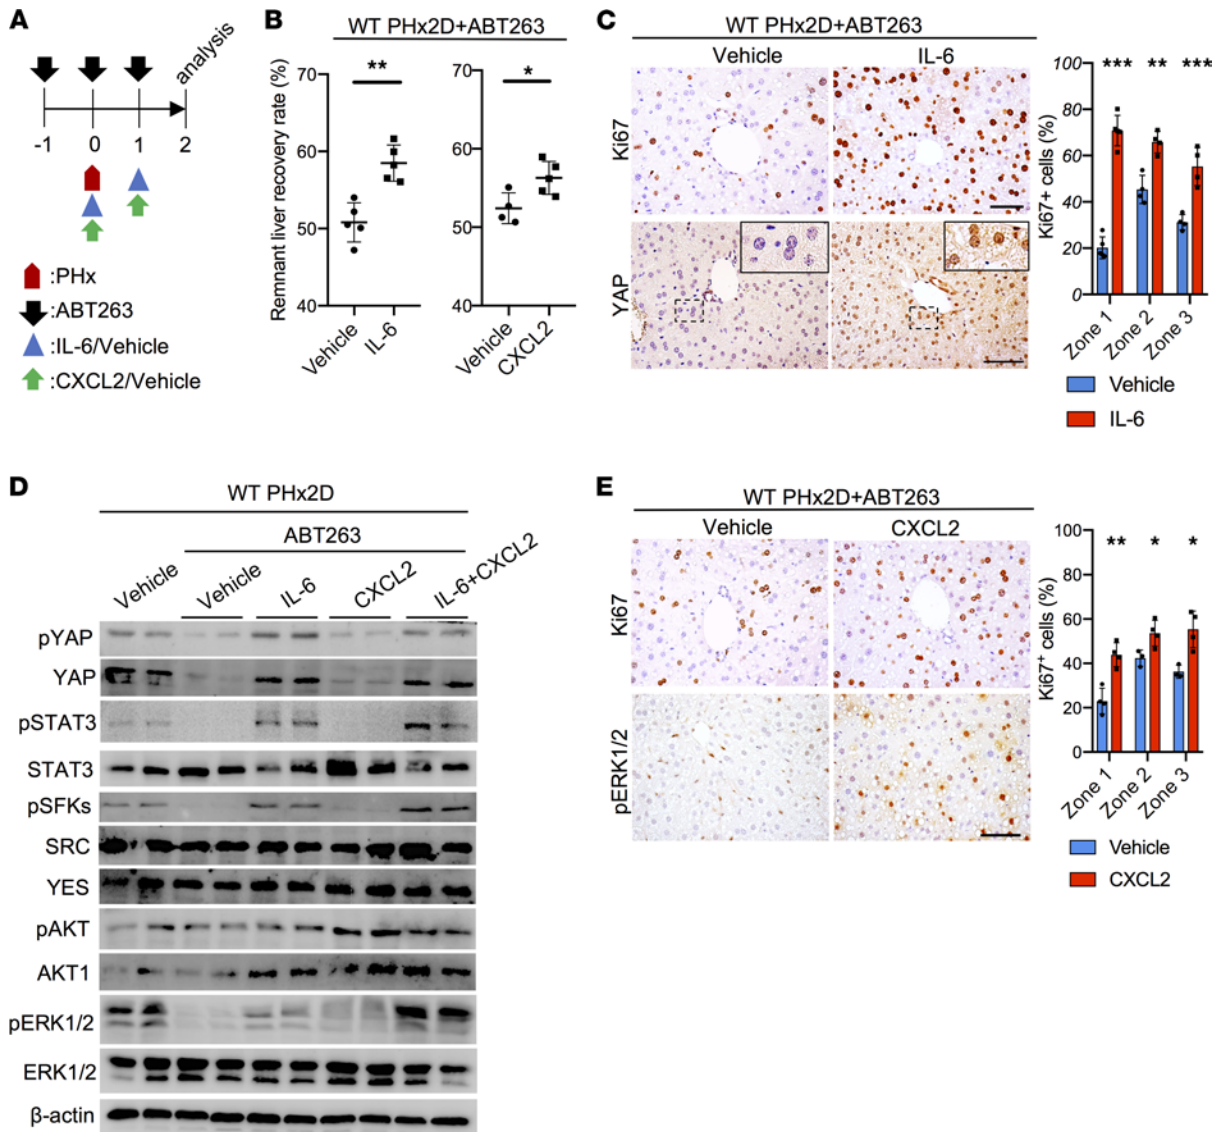 A
analysis
-1 0 1 2
:PHx
:ABT263
:IL-6/Vehicle
:CXCL2/Vehicle
B
WT PHx2D+ABT263
Remnant liver recovery rate (%)
70
60
50
40
Vehicle
IL-6
70
60
50
40
Vehicle
CXCL2
**
*
C
WT PHx2D+ABT263
Vehicle IL-6
Ki67
YAP
Ki67+ cells (%)
100
80
60
40
20
0
*** ** ***
Zone 1
Zone 2
Zone 3
Vehicle
IL-6
D
WT PHx2D
ABT263
Vehicle
Vehicle
IL-6
CXCL2
IL-6+CXCL2
pYAP
YAP
pSTAT3
STAT3
pSFKs
SRC
YES
pAKT
AKT1
pERK1/2
ERK1/2
β-actin
E
WT PHx2D+ABT263
Vehicle CXCL2
Ki67
pERK1/2
Ki67⁺ cells (%)
100
80
60
40
20
0
** * *
Zone 1
Zone 2
Zone 3
Vehicle
CXCL2